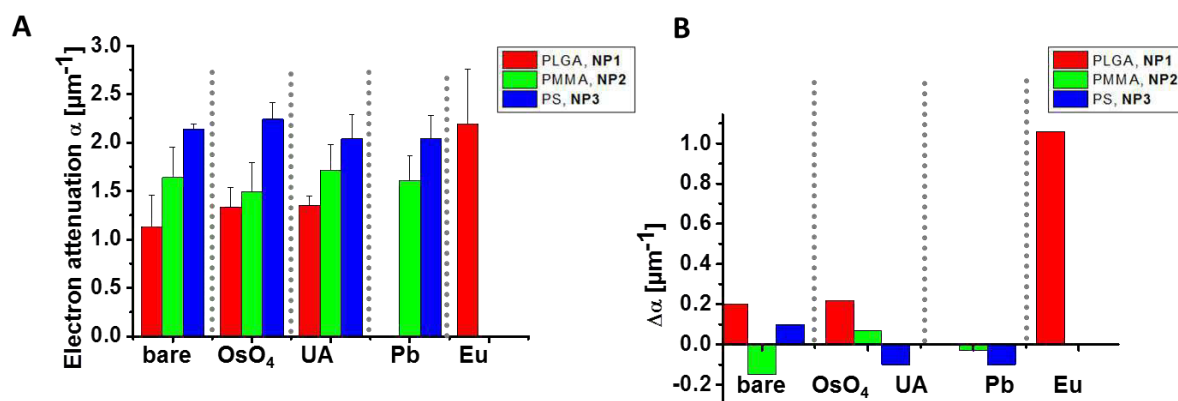 A
Electron attenuation α [µm⁻¹]
3.0
2.5
2.0
1.5
1.0
0.5
0.0
bare OsO₄ UA Pb Eu
PLGA, NP1
PMMA, NP2
PS, NP3
B
Δα [µm⁻¹]
1.0
0.8
0.6
0.4
0.2
0.0
-0.2
bare OsO₄ UA Pb Eu
PLGA, NP1
PMMA, NP2
PS, NP3